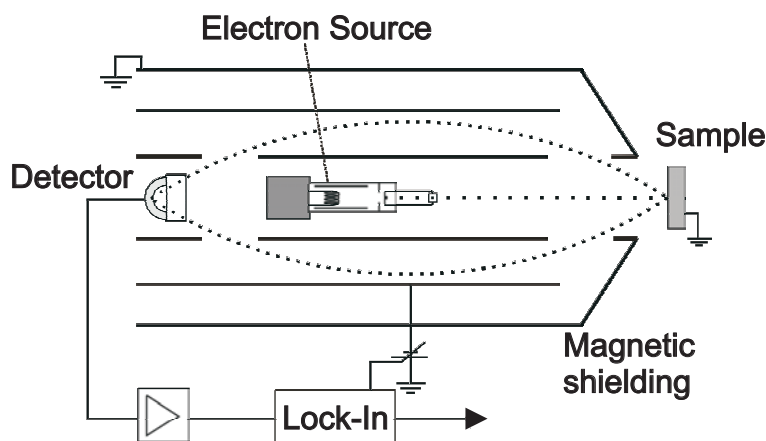 Electron Source
Sample
Detector
Magnetic
shielding
Lock-In